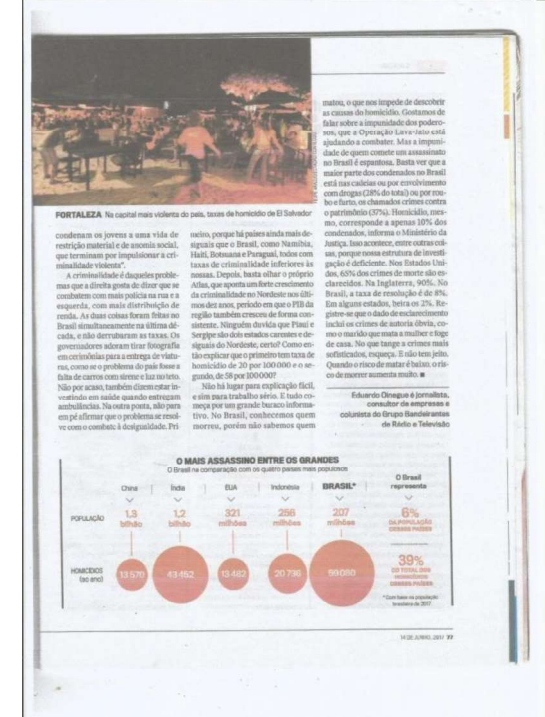 FORTALEZA Na capital mais violenta do país, taxas de homicídio de El Salvador
condenam os jovens a uma vida de
restrição material e de anomia social,
que terminam por impulsionar a cri-
minalidade violenta".
A criminalidade é daqueles proble-
mas que a direita gosta de dizer que se
combatem com mais polícia na rua e a
esquerda, com mais distribuição de
renda. As duas coisas foram feitas no
Brasil simultaneamente na última dé-
cada, e não derrubaram as taxas. Os
governadores adoram tirar fotografia
em cerimônias para a entrega de viatu-
ras, como se o problema do país fosse a
falta de carros com sirene e luz no teto.
Não por acaso, também dizem estar in-
vestindo em saúde quando entregam
ambulâncias. Na outra ponta, não para
em pé afirmar que o problema se resol-
ve com o combate à desigualdade. Pri
meiro, porque há países ainda mais de-
siguais que o Brasil, como Namíbia,
Haiti, Botsuana e Paraguai, todos com
taxas de criminalidade inferiores às
nossas. Depois, basta olhar o próprio
Atlas, que aponta um forte crescimento
da criminalidade no Nordeste nos últi-
mos dez anos, período em que o PIB da
região também cresceu de forma con-
sistente. Ninguém duvida que Piauí e
Sergipe são dois estados carentes e de-
siguais do Nordeste, certo? Como en-
tão explicar que o primeiro tem taxa de
homicídio de 20 por 100 000 e o se-
gundo, de 58 por 100 000?
Não há lugar para explicação fácil,
e sim para trabalho sério. E tudo co-
meça por um grande buraco informa-
tivo. No Brasil, conhecemos quem
morreu, porém não sabemos quem
matou, o que nos impede de descobrir
as causas do homicídio. Gostamos de
falar sobre a impunidade dos podero-
sos, que a Operação Lava-Jato está
ajudando a combater. Mas a impuni-
dade de quem comete um assassinato
no Brasil é espantosa. Basta ver que a
maior parte dos condenados no Brasil
está nas cadeias ou por envolvimento
com drogas (28% do total) ou por rou-
bo e furto, os chamados crimes contra
o patrimônio (37%). Homicídio, mes-
mo, corresponde a apenas 10% dos
condenados, informa o Ministério da
Justiça. Isso acontece, entre outras coi-
sas, porque nossa estrutura de investi-
gação é deficiente. Nos Estados Uni-
dos, 65% dos crimes de morte são es-
clarecidos. Na Inglaterra, 90%. No
Brasil, a taxa de resolução é de 8%.
Em alguns estados, beira os 2%. Re-
gistre-se que o dado de esclarecimento
inclui os crimes de autoria óbvia, co-
mo o marido que mata a mulher e foge
de casa. No que tange a crimes mais
sofisticados, esqueça. E não tem jeito.
Quando o risco de matar é baixo, o ris-
co de morrer aumenta muito. ■
Eduardo Oinegue é jornalista,
consultor de empresas e
colunista do Grupo Bandeirantes
de Rádio e Televisão
O MAIS ASSASSINO ENTRE OS GRANDES
O Brasil na comparação com os quatro países mais populosos
China Índia EUA Indonésia BRASIL* O Brasil representa
POPULAÇÃO 1,3 bilhão 1,2 bilhão 321 milhões 258 milhões 207 milhões 6% DA POPULAÇÃO DESSES PAÍSES
HOMICÍDIOS (ao ano) 13 570 43 452 13 462 20 736 59 080 39% DO TOTAL DOS HOMICÍDIOS DESSES PAÍSES
*Com base na população
brasileira de 2017
14 DE JUNHO, 2017 77